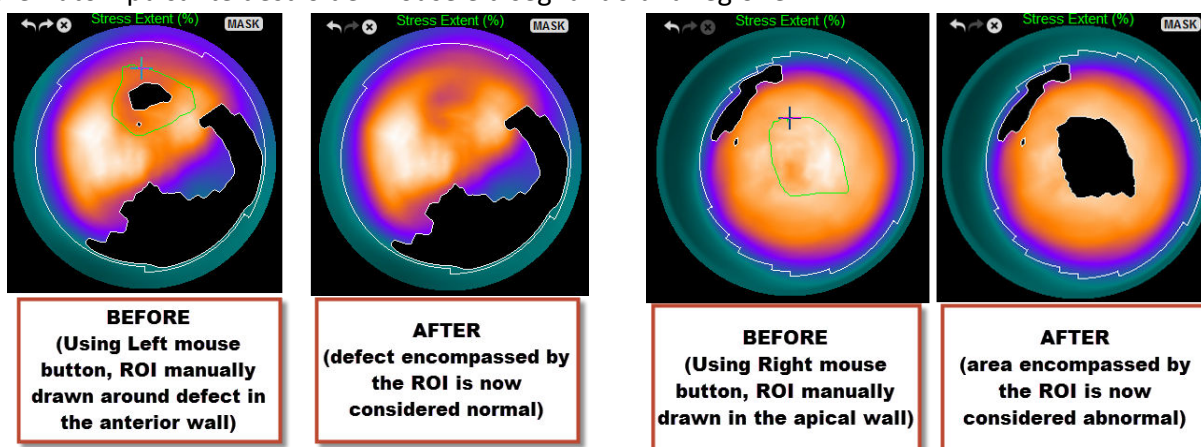 Stress Extent (%)
MASK
Stress Extent (%)
MASK
Stress Extent (%)
Stress Extent (%)
MASK
BEFORE
(Using Left mouse
button, ROI manually
drawn around defect in
the anterior wall)
AFTER
(defect encompassed by
the ROI is now
considered normal)
BEFORE
(Using Right mouse
button, ROI manually
drawn in the apical wall)
AFTER
(area encompassed by
the ROI is now
considered abnormal)